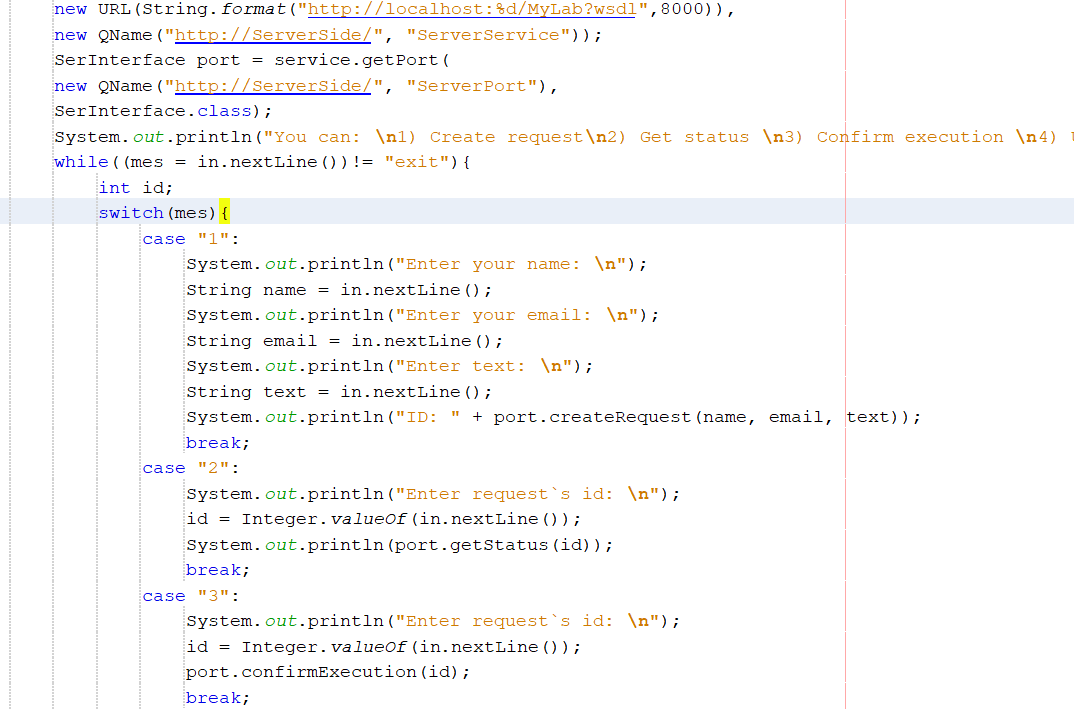 new URL(String.format("http://localhost:%d/MyLab?wsdl",8000)),
new QName("http://ServerSide/", "ServerService"));
SerInterface port = service.getPort(
new QName("http://ServerSide/", "ServerPort"),
SerInterface.class);
System.out.println("You can: \n1) Create request\n2) Get status \n3) Confirm execution \n4)
while((mes = in.nextLine())!= "exit"){
int id;
switch(mes){
case "1":
System.out.println("Enter your name: \n");
String name = in.nextLine();
System.out.println("Enter your email: \n");
String email = in.nextLine();
System.out.println("Enter text: \n");
String text = in.nextLine();
System.out.println("ID: " + port.createRequest(name, email, text));
break;
case "2":
System.out.println("Enter request`s id: \n");
id = Integer.valueOf(in.nextLine());
System.out.println(port.getStatus(id));
break;
case "3":
System.out.println("Enter request`s id: \n");
id = Integer.valueOf(in.nextLine());
port.confirmExecution(id);
break;